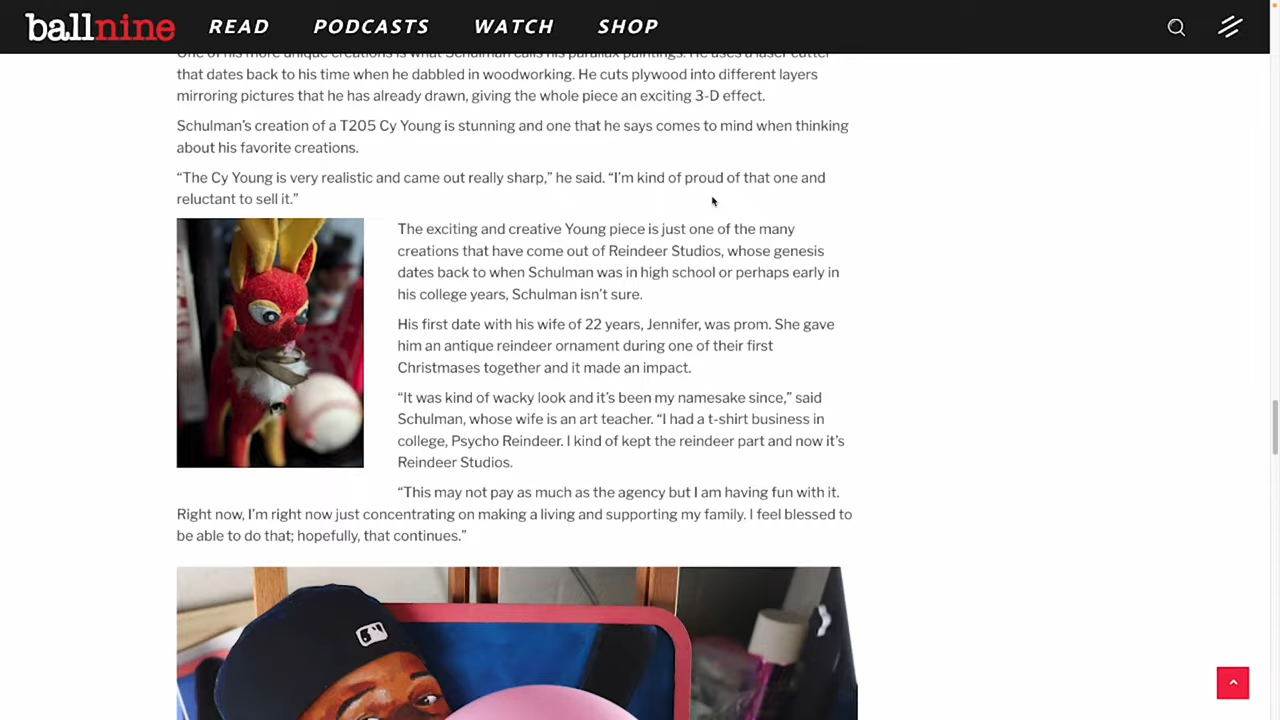 ballnine READ PODCASTS WATCH SHOP
One of his more unique creations is what Schulman calls his parallax paintings. He uses a laser cutter
that dates back to his time when he dabbled in woodworking. He cuts plywood into different layers
mirroring pictures that he has already drawn, giving the whole piece an exciting 3-D effect.
Schulman’s creation of a T205 Cy Young is stunning and one that he says comes to mind when thinking
about his favorite creations.
“The Cy Young is very realistic and came out really sharp,” he said. “I’m kind of proud of that one and
reluctant to sell it.”
The exciting and creative Young piece is just one of the many
creations that have come out of Reindeer Studios, whose genesis
dates back to when Schulman was in high school or perhaps early in
his college years, Schulman isn’t sure.
His first date with his wife of 22 years, Jennifer, was prom. She gave
him an antique reindeer ornament during one of their first
Christmases together and it made an impact.
“It was kind of wacky look and it’s been my namesake since,” said
Schulman, whose wife is an art teacher. “I had a t-shirt business in
college, Psycho Reindeer. I kind of kept the reindeer part and now it’s
Reindeer Studios.
“This may not pay as much as the agency but I am having fun with it.
Right now, I’m right now just concentrating on making a living and supporting my family. I feel blessed to
be able to do that; hopefully, that continues.”